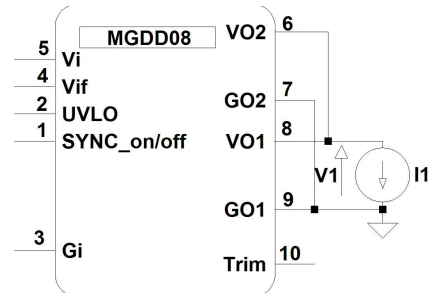 MGDD08
5 Vi
4 Vif
2 UVLO
1 SYNC_on/off
3 Gi
VO2 6
GO2 7
VO1 8
GO1 9
Trim 10
V1
I1